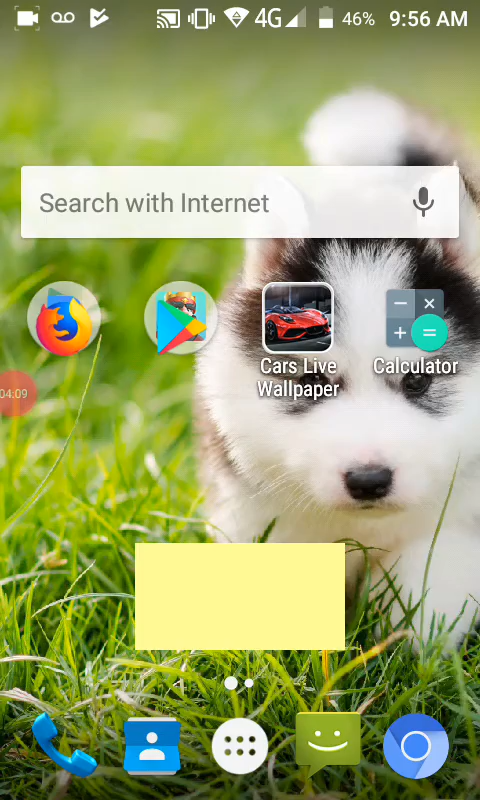 4G 46% 9:56 AM
Search with Internet
Cars Live
Wallpaper
Calculator
04:09